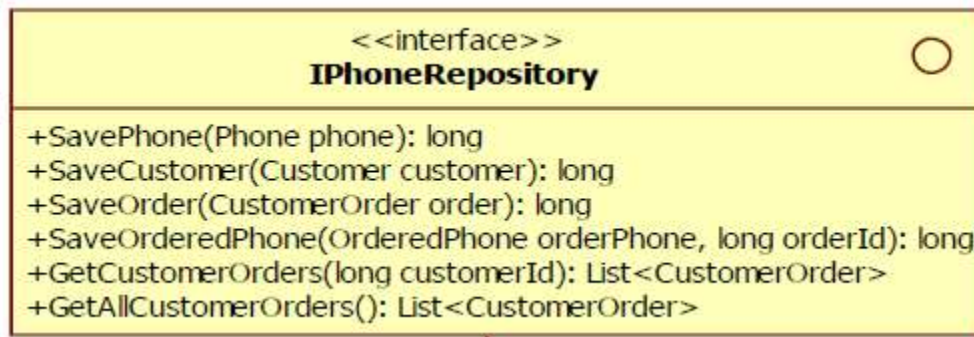 <<interface>>
IPhoneRepository
+SavePhone(Phone phone): long
+SaveCustomer(Customer customer): long
+SaveOrder(CustomerOrder order): long
+SaveOrderedPhone(OrderedPhone orderPhone, long orderId): long
+GetCustomerOrders(long customerId): List<CustomerOrder>
+GetAllCustomerOrders(): List<CustomerOrder>